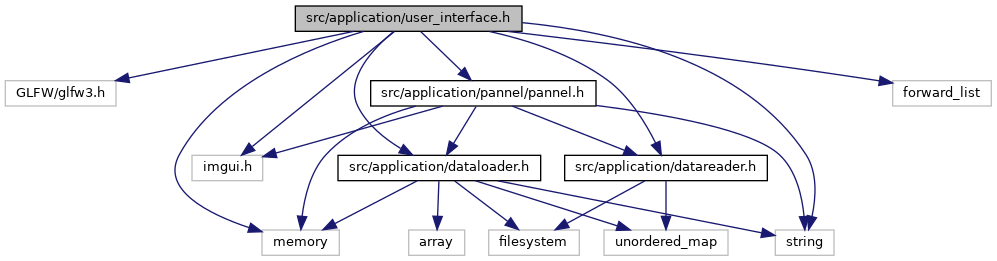 src/application/user_interface.h
GLFW/glfw3.h
src/application/pannel/pannel.h
forward_list
imgui.h
src/application/dataloader.h
src/application/datareader.h
memory
array
filesystem
unordered_map
string